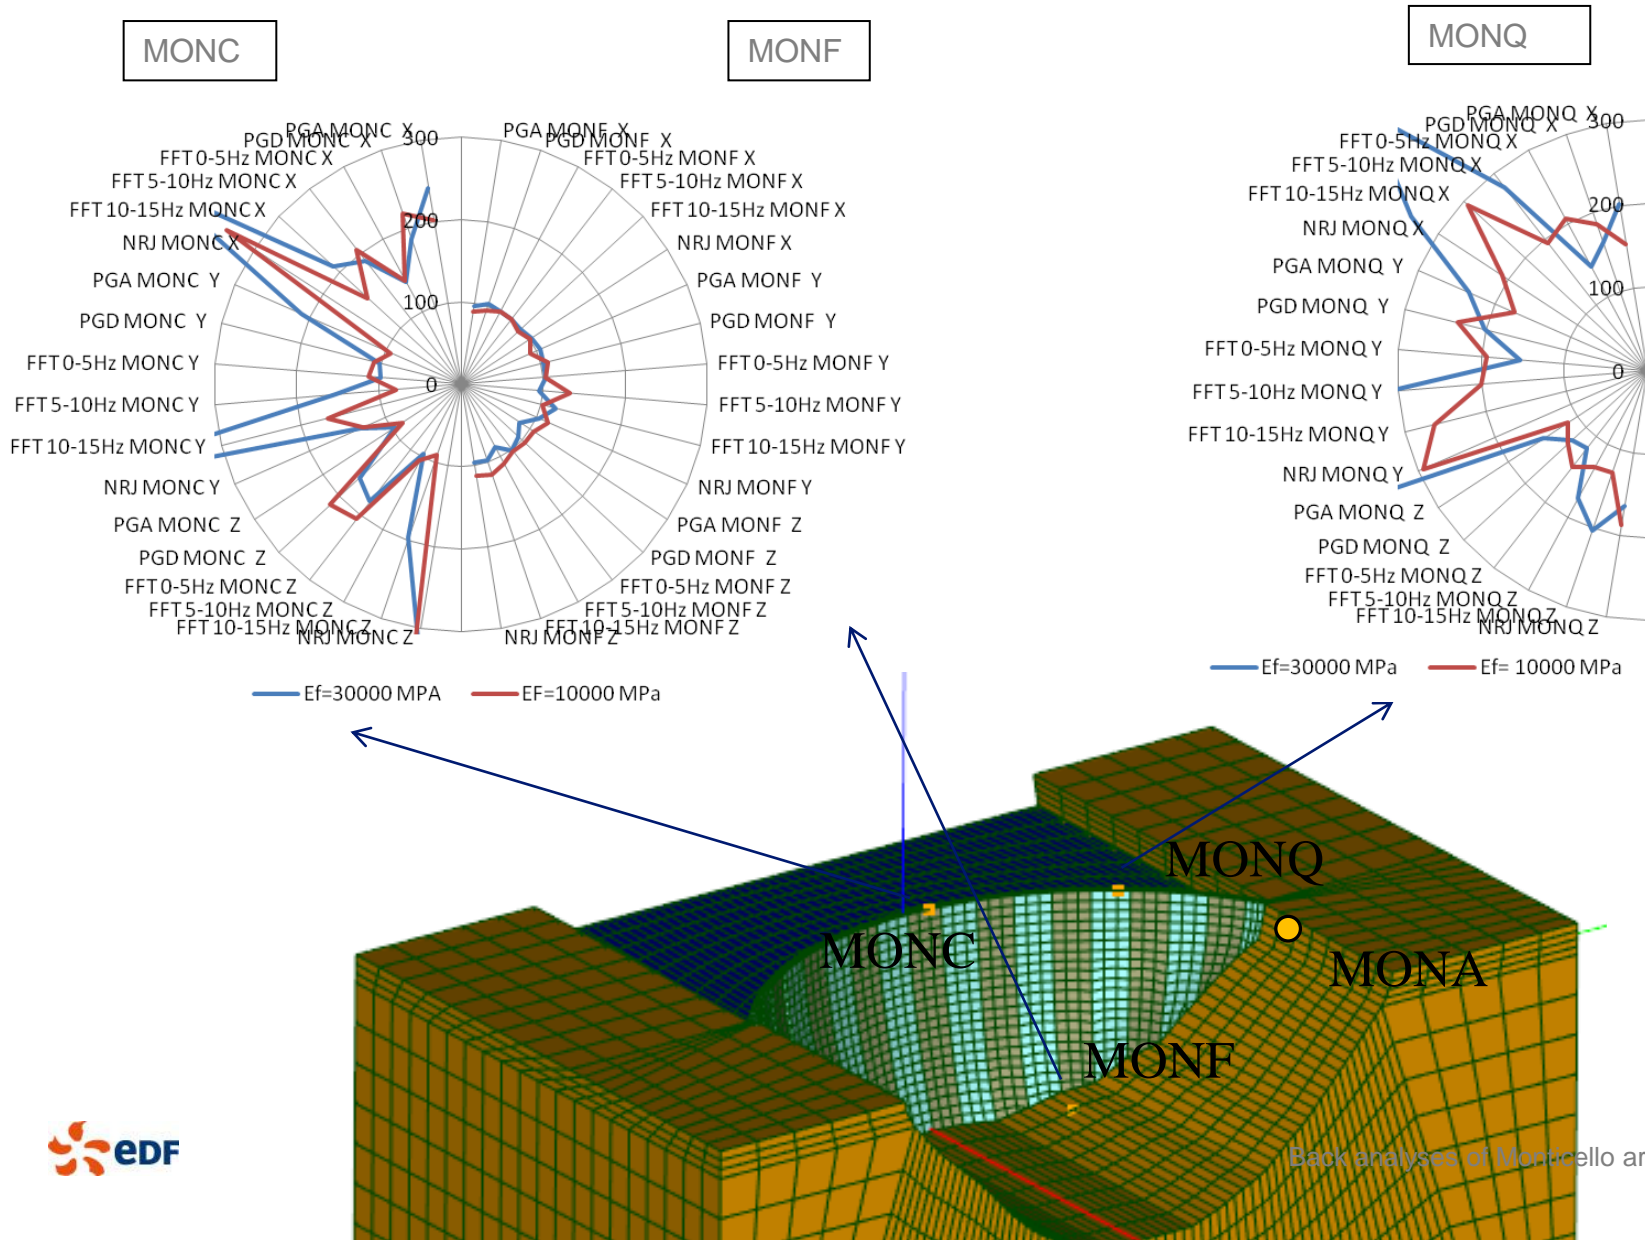 MONC
MONF
MONQ
PGA MONC X
PGD MONC X
FFT 0-5Hz MONC X
FFT 5-10Hz MONC X
FFT 10-15Hz MONC X
NRJ MONC X
PGA MONC Y
PGD MONC Y
FFT 0-5Hz MONC Y
FFT 5-10Hz MONC Y
FFT 10-15Hz MONC Y
NRJ MONC Y
PGA MONC Z
PGD MONC Z
FFT 0-5Hz MONC Z
FFT 5-10Hz MONC Z
FFT 10-15Hz MONC Z
NRJ MONC Z
300
200
100
0
PGA MONF X
PGD MONF X
FFT 0-5Hz MONF X
FFT 5-10Hz MONF X
FFT 10-15Hz MONF X
NRJ MONF X
PGA MONF Y
PGD MONF Y
FFT 0-5Hz MONF Y
FFT 5-10Hz MONF Y
FFT 10-15Hz MONF Y
NRJ MONF Y
PGA MONF Z
PGD MONF Z
FFT 0-5Hz MONF Z
FFT 5-10Hz MONF Z
FFT 10-15Hz MONF Z
NRJ MONF Z
Ef=30000 MPA EF=10000 MPa
PGA MONQ X
PGD MONQ X
FFT 0-5Hz MONQ X
FFT 5-10Hz MONQ X
FFT 10-15Hz MONQ X
NRJ MONQ X
PGA MONQ Y
PGD MONQ Y
FFT 0-5Hz MONQ Y
FFT 5-10Hz MONQ Y
FFT 10-15Hz MONQ Y
NRJ MONQ Y
PGA MONQ Z
PGD MONQ Z
FFT 0-5Hz MONQ Z
FFT 5-10Hz MONQ Z
FFT 10-15Hz MONQ Z
NRJ MONQ Z
300
200
100
0
Ef=30000 MPa Ef= 10000 MPa
MONQ
MONC
MONA
MONF
eDF
Back analyses of Monticello ar